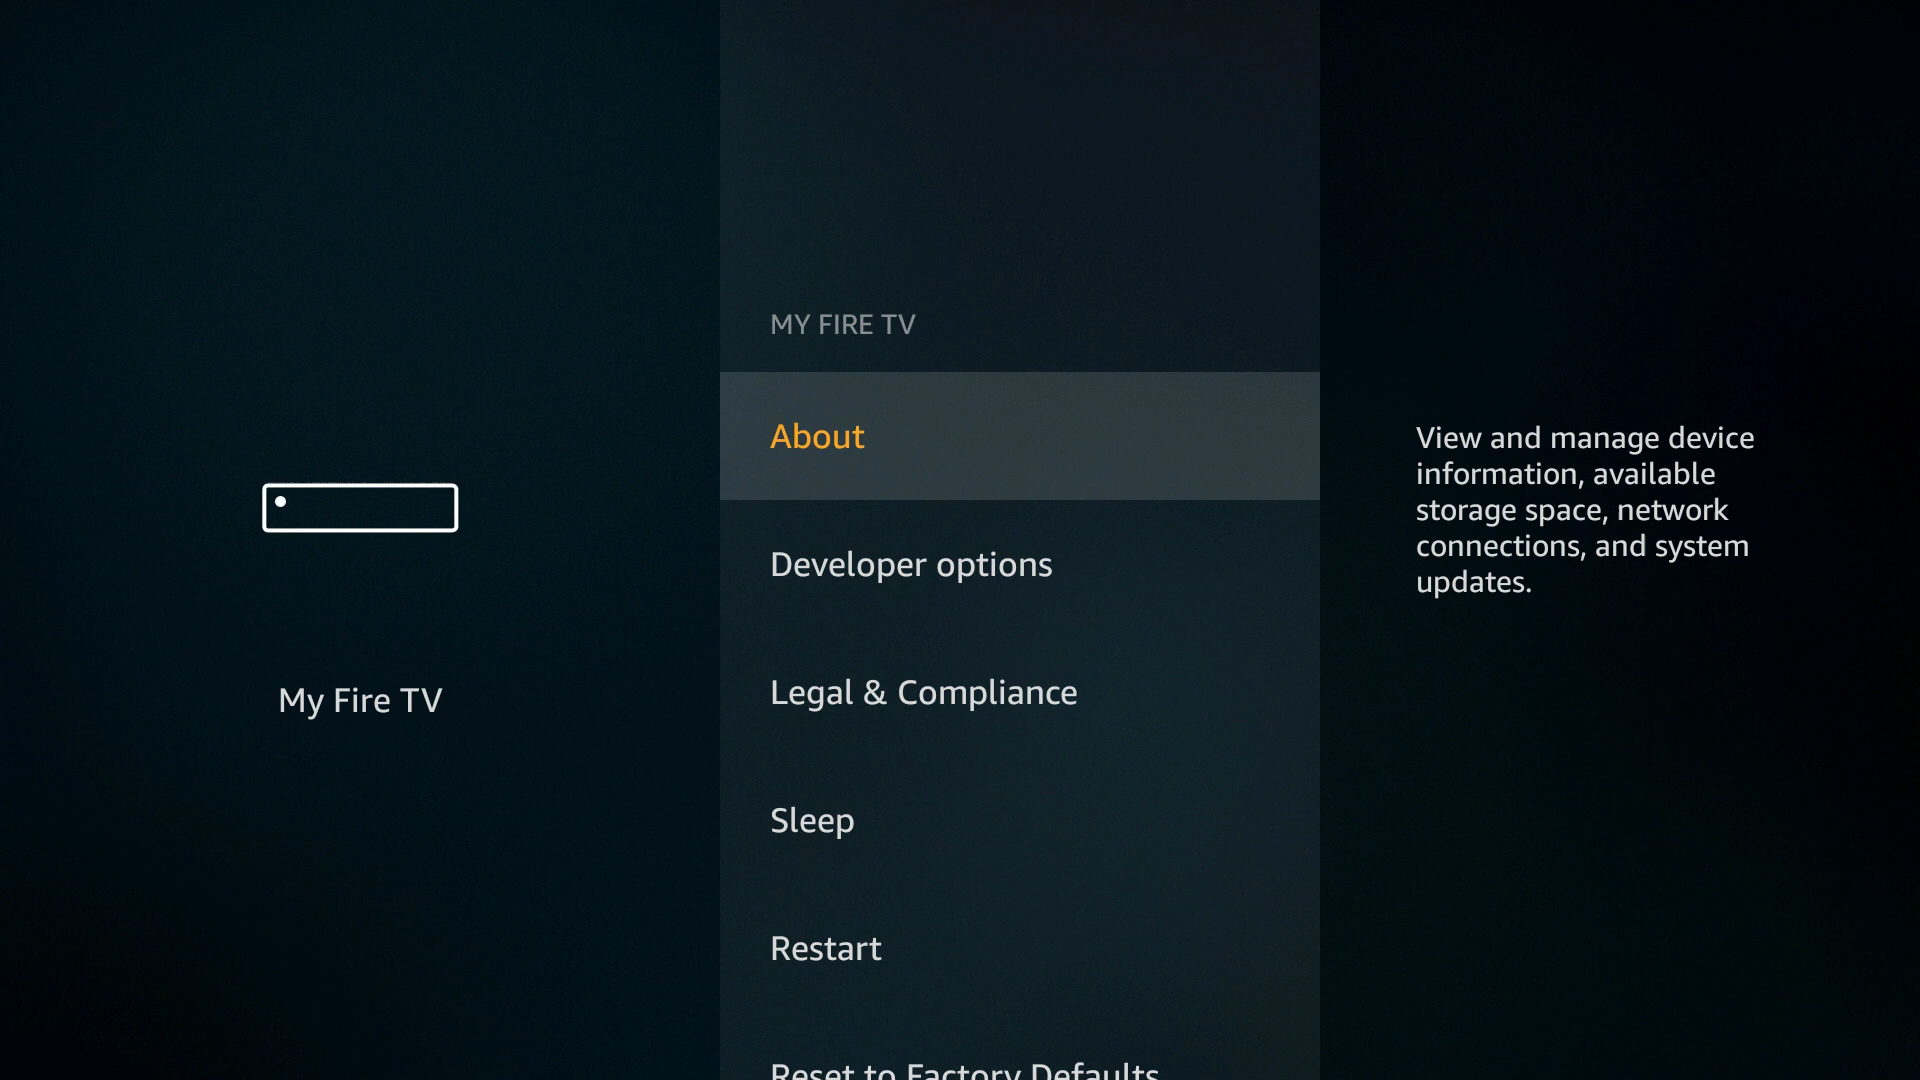 MY FIRE TV
About
Developer options
Legal & Compliance
Sleep
Restart
Reset to Factory Defaults
My Fire TV
View and manage device
information, available
storage space, network
connections, and system
updates.